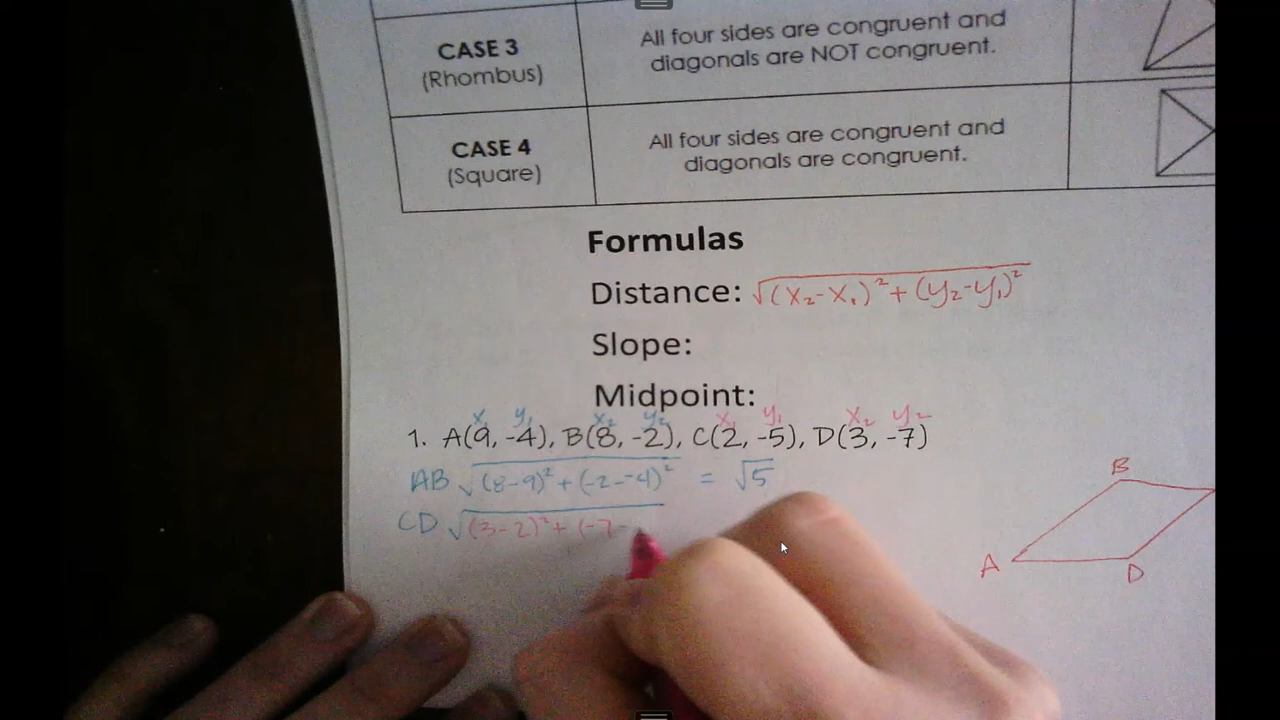 CASE 3
(Rhombus)
All four sides are congruent and
diagonals are NOT congruent.
CASE 4
(Square)
All four sides are congruent and
diagonals are congruent.
Formulas
Distance: √(x₂-x₁)²+(y₂-y₁)²
Slope:
Midpoint:
x₁ y₁ x₂ y₂ x₁ y₁ x₂ y₂
1. A(9, -4), B(8, -2), C(2, -5), D(3, -7)
AB √(8-9)²+(-2--4)² = √5
CD √(3-2)²+(-7-
B
A
D